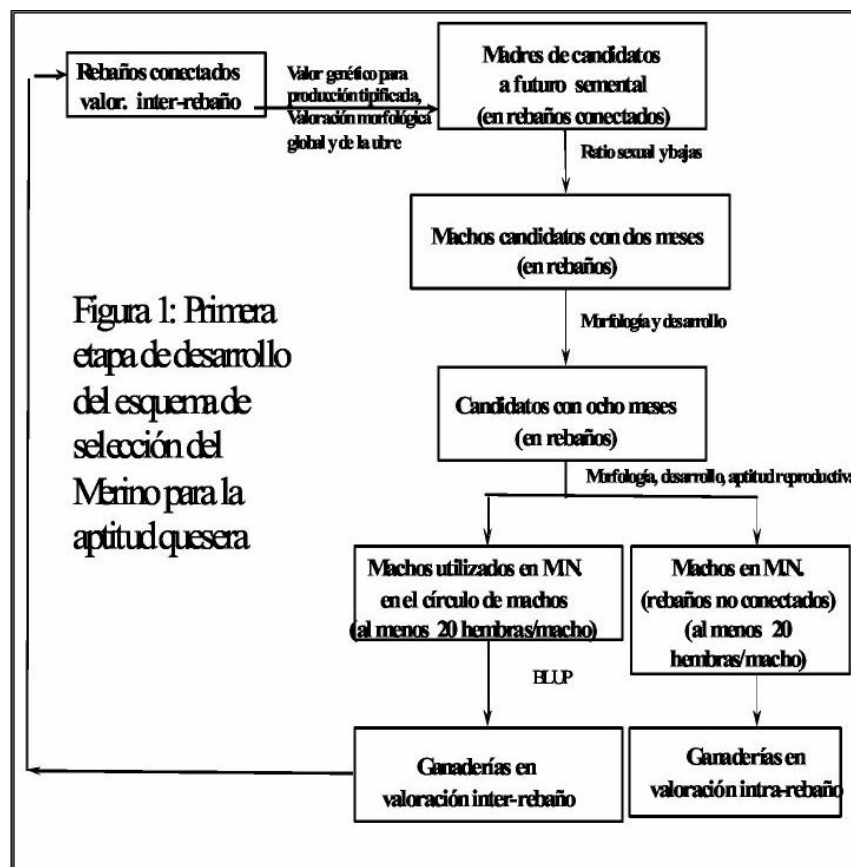 Rebaños conectados
valor. inter-rebaño
Valor genético para
producción tipificada,
Valoración morfológica
global y de la ubre
Madres de candidatos
a futuro semental
(en rebaños conectados)
Ratio sexual y bajas
Machos candidatos con dos meses
(en rebaños)
Morfología y desarrollo
Figura 1: Primera
etapa de desarrollo
del esquema de
selección del
Merino para la
aptitud quesera
Candidatos con ocho meses
(en rebaños)
Morfología, desarrollo, aptitud reproductiva
Machos utilizados en M.N.
en el círculo de machos
(al menos 20 hembras/macho)
Machos en M.N.
(rebaños no conectados)
(al menos 20
hembras/macho)
BLUP
Ganaderías en
valoración inter-rebaño
Ganaderías en
valoración intra-rebaño